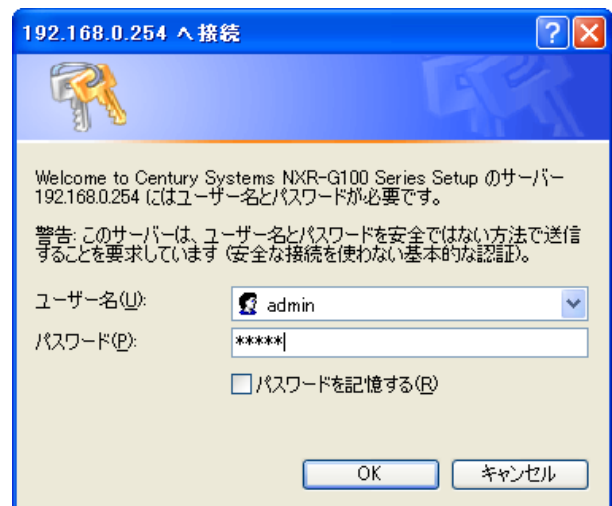 192.168.0.254 へ接続
Welcome to Century Systems NXR-G100 Series Setup のサーバー
192.168.0.254 にはユーザー名とパスワードが必要です。
警告: このサーバーは、ユーザー名とパスワードを安全ではない方法で送信
することを要求しています (安全な接続を使わない基本的な認証)。
ユーザー名(U):
admin
パスワード(P):
*****
パスワードを記憶する(R)
OK
キャンセル